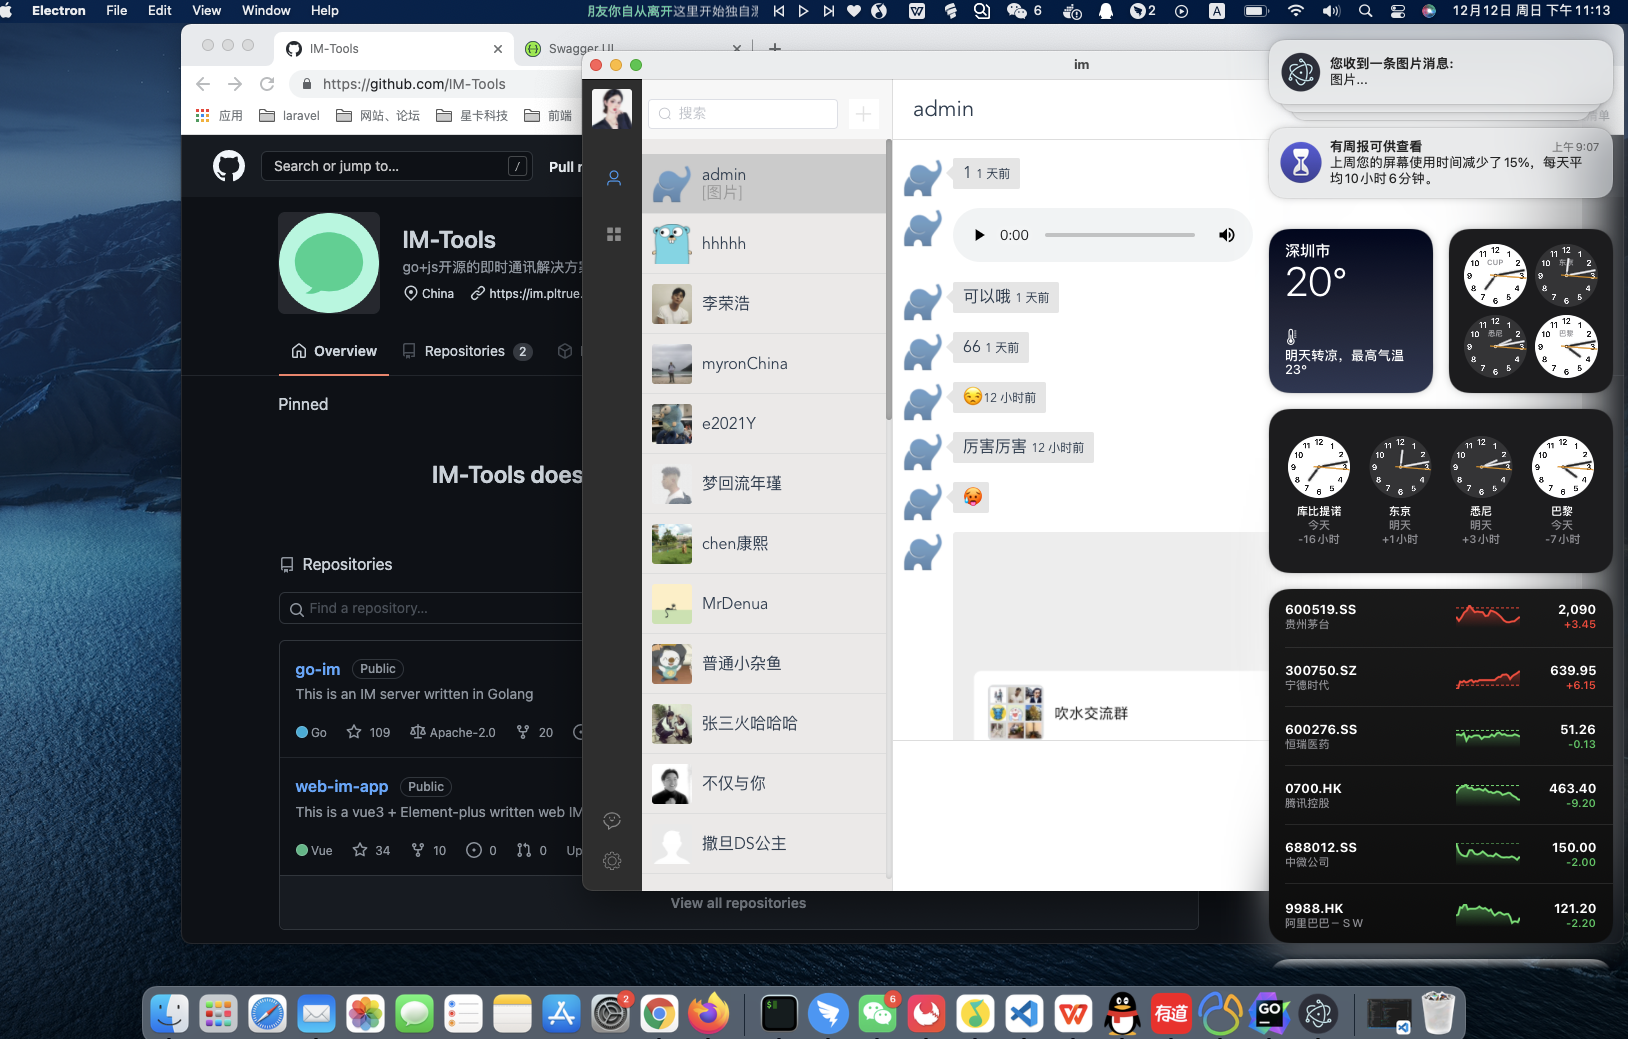 Electron File Edit View Window Help
朋友你自从离开这里开始独自
6
2
A
12月12日 周日 下午11:13
IM-Tools
Swagger UI
https://github.com/IM-Tools
应用 laravel 网站、论坛 星卡科技 前端
Search or jump to...
/
Pull r
IM-Tools
go+js开源的即时通讯解决方案
China
https://im.pltrue.
Overview
Repositories 2
Pinned
IM-Tools does
Repositories
Find a repository...
go-im Public
This is an IM server written in Golang
Go 109 Apache-2.0 20
web-im-app Public
This is a vue3 + Element-plus written web IM
Vue 34 10 0 0 Up
View all repositories
im
搜索
admin
[图片]
hhhhh
李荣浩
myronChina
e2021Y
梦回流年瑾
chen康熙
MrDenua
普通小杂鱼
张三火哈哈哈
不仅与你
撒旦DS公主
admin
1 1 天前
0:00
可以哦 1 天前
66 1 天前
😒12 小时前
厉害厉害 12 小时前
🥵
吹水交流群
您收到一条图片消息:
图片...
清单
有周报可供查看
上午9:07
上周您的屏幕使用时间减少了15%，每天平
均10小时6分钟。
深圳市
20°
明天转凉，最高气温
23°
CUP
东京
悉尼
巴黎
库比提诺
今天
-16小时
东京
明天
+1小时
悉尼
明天
+3小时
巴黎
今天
-7小时
600519.SS 2,090
贵州茅台 +3.45
300750.SZ 639.95
宁德时代 +6.15
600276.SS 51.26
恒瑞医药 -0.13
0700.HK 463.40
腾讯控股 -9.20
688012.SS 150.00
中微公司 -2.00
9988.HK 121.20
阿里巴巴－ＳＷ -2.20
2
6
有道
GO